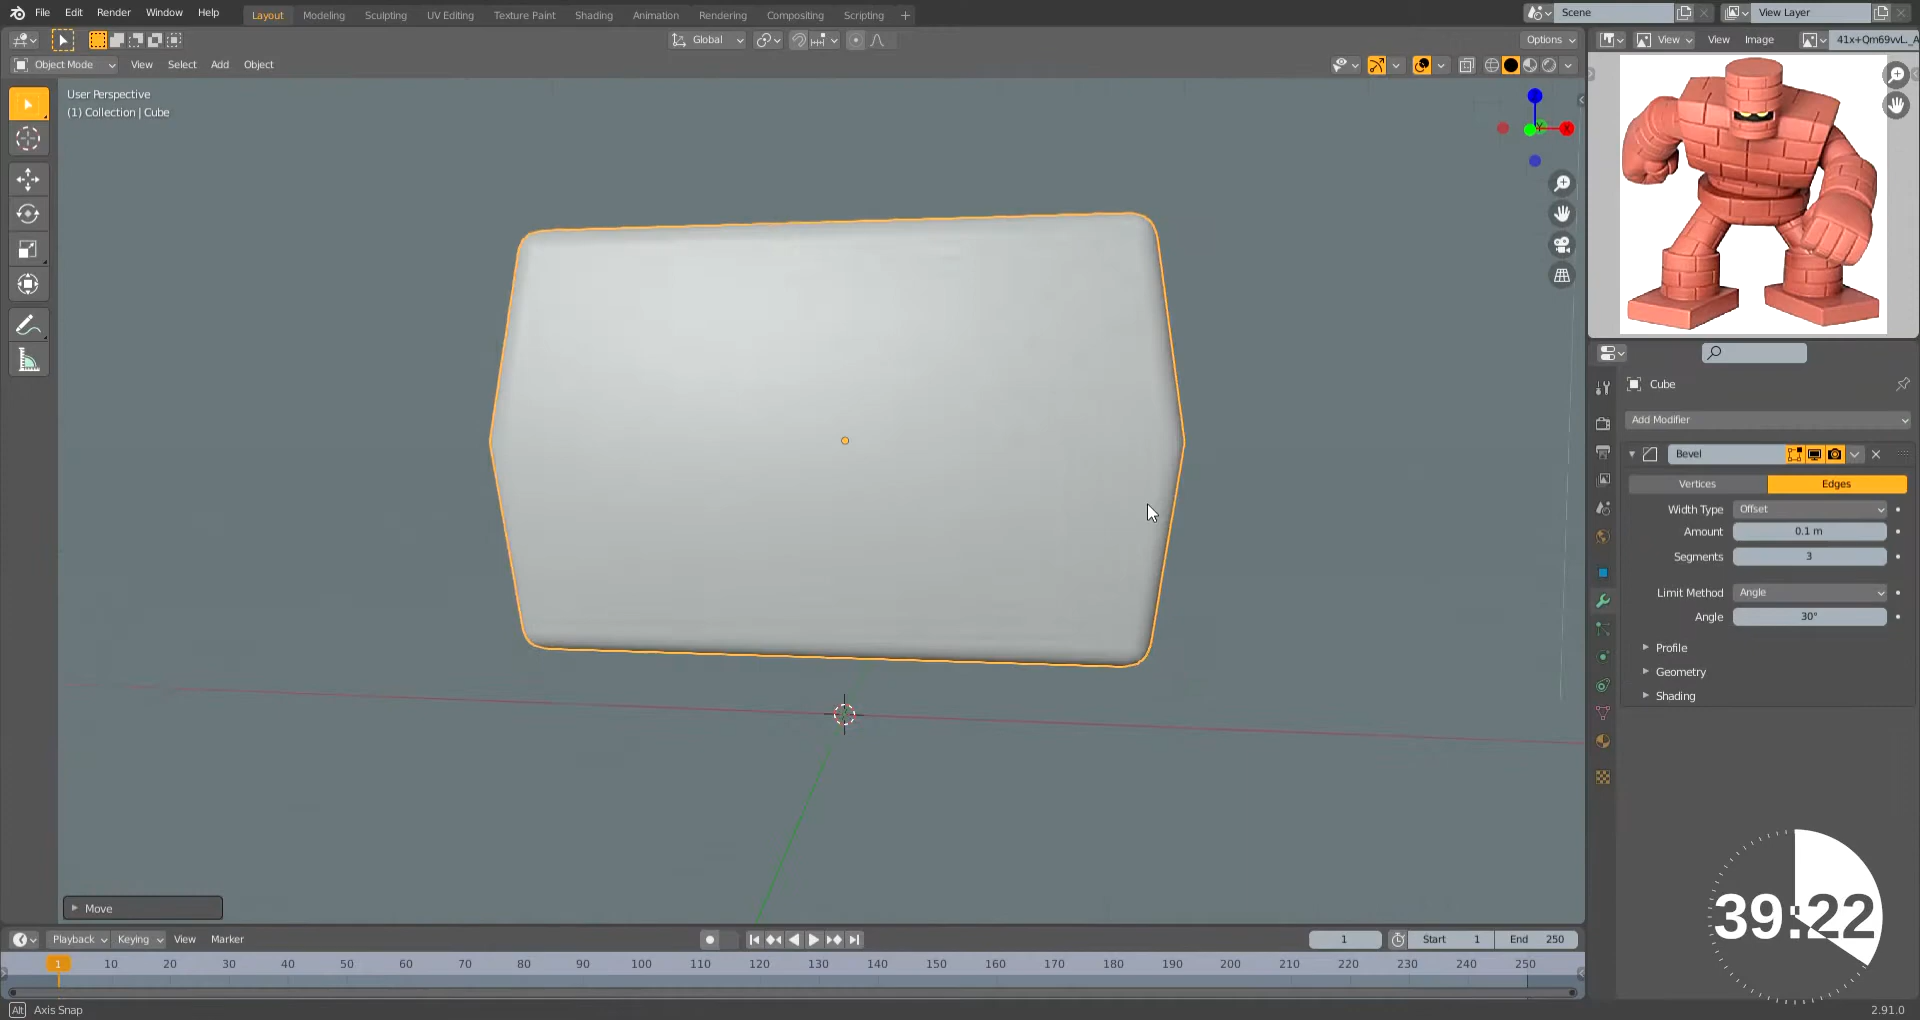 File Edit Render Window Help Layout Modeling Sculpting UV Editing Texture Paint Shading Animation Rendering Compositing Scripting + Scene View Layer
Global Options View View Image 41x+Qm69vvL._A
Object Mode View Select Add Object
User Perspective
(1) Collection | Cube
X
Y
Cube
Add Modifier
Bevel
Vertices Edges
Width Type Offset
Amount 0.1 m
Segments 3
Limit Method Angle
Angle 30°
Profile
Geometry
Shading
Move
39:22
Playback Keying View Marker 1 Start 1 End 250
1 10 20 30 40 50 60 70 80 90 100 110 120 130 140 150 160 170 180 190 200 210 220 230 240 250
Alt Axis Snap 2.91.0